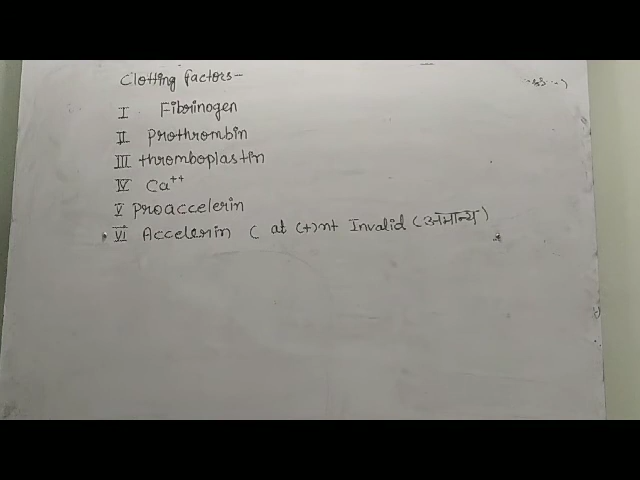 Clotting factors-
I Fibrinogen
II Prothrombin
III thromboplastin
IV Ca++
V Proaccelerin
VI Accelerin ( at (+)nt Invalid (अमान्य)